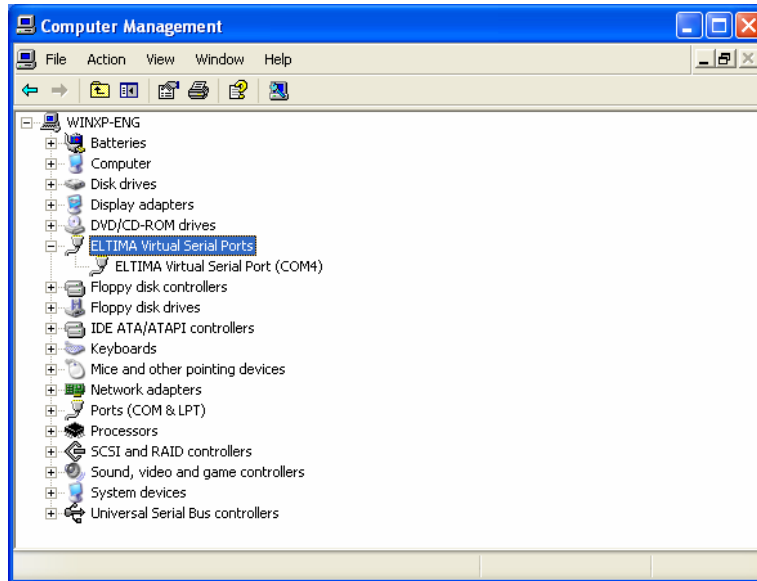 Computer Management
File Action View Window Help
WINXP-ENG
Batteries
Computer
Disk drives
Display adapters
DVD/CD-ROM drives
ELTIMA Virtual Serial Ports
ELTIMA Virtual Serial Port (COM4)
Floppy disk controllers
Floppy disk drives
IDE ATA/ATAPI controllers
Keyboards
Mice and other pointing devices
Network adapters
Ports (COM & LPT)
Processors
SCSI and RAID controllers
Sound, video and game controllers
System devices
Universal Serial Bus controllers